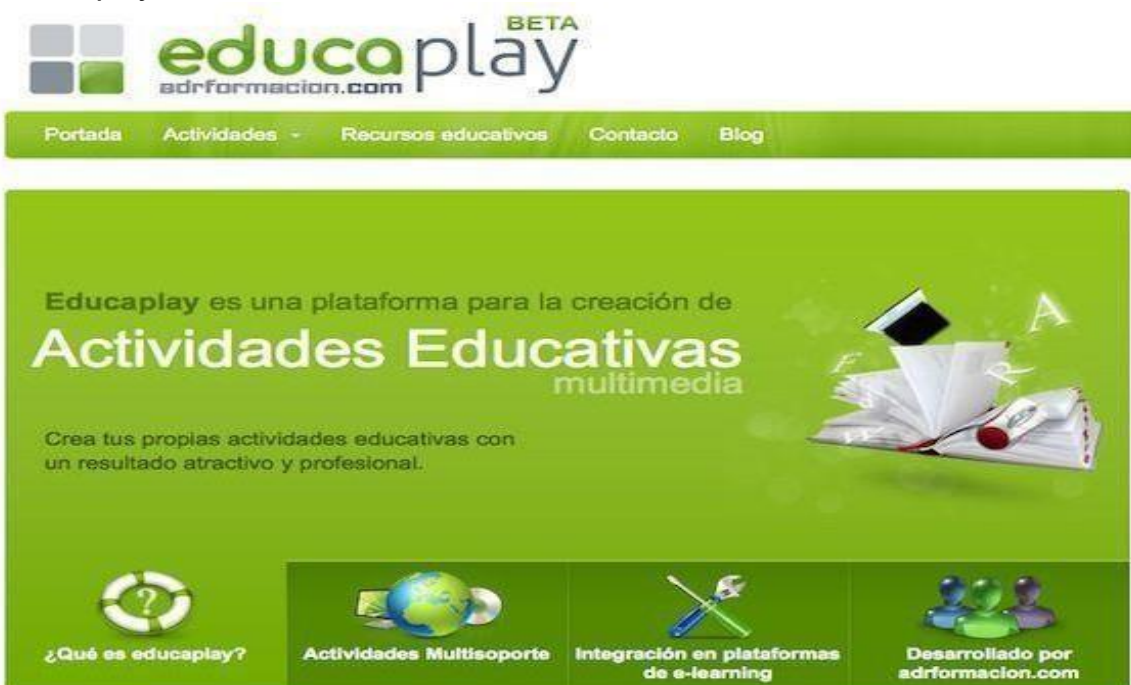 BETA
educaplay
adrformacion.com
Portada Actividades Recursos educativos Contacto Blog
Educaplay es una plataforma para la creación de
Actividades Educativas
multimedia
Crea tus propias actividades educativas con
un resultado atractivo y profesional.
¿Qué es educaplay?
Actividades Multisoporte
Integración en plataformas
de e-learning
Desarrollado por
adrformacion.com